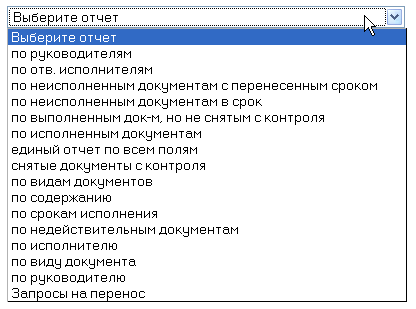 Выберите отчет
Выберите отчет
по руководителям
по отв. исполнителям
по неисполненным документам с перенесенным сроком
по неисполненным документам в срок
по выполненным док-м, но не снятым с контроля
по исполненным документам
единый отчет по всем полям
снятые документы с контроля
по видам документов
по содержанию
по срокам исполнения
по недействительным документам
по исполнителю
по виду документа
по руководителю
Запросы на перенос